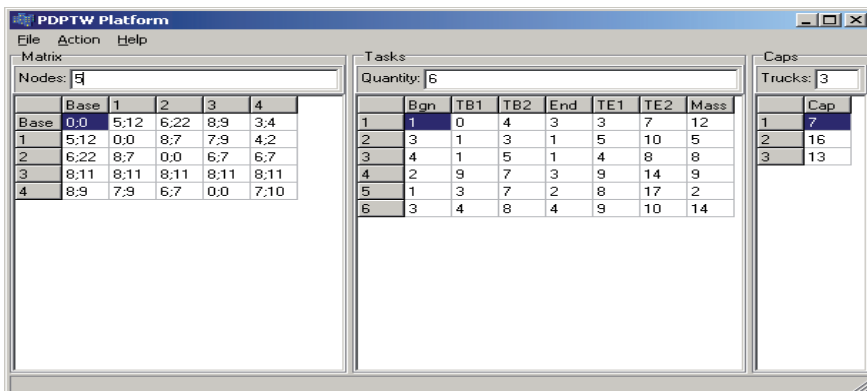 PDPTW Platform
File Action Help
Matrix Tasks Caps
Nodes: 5 Quantity: 6 Trucks: 3
Base 1 2 3 4 Bgn TB1 TB2 End TE1 TE2 Mass Cap
Base 0;0 5;12 6;22 8;9 3;4 1 1 0 4 3 3 7 12 1 7
1 5;12 0;0 8;7 7;9 4;2 2 3 1 3 1 5 10 5 2 16
2 6;22 8;7 0;0 6;7 6;7 3 4 1 5 1 4 8 8 3 13
3 8;11 8;11 8;11 8;11 8;11 4 2 9 7 3 9 14 9
4 8;9 7;9 6;7 0;0 7;10 5 1 3 7 2 8 17 2
6 3 4 8 4 9 10 14